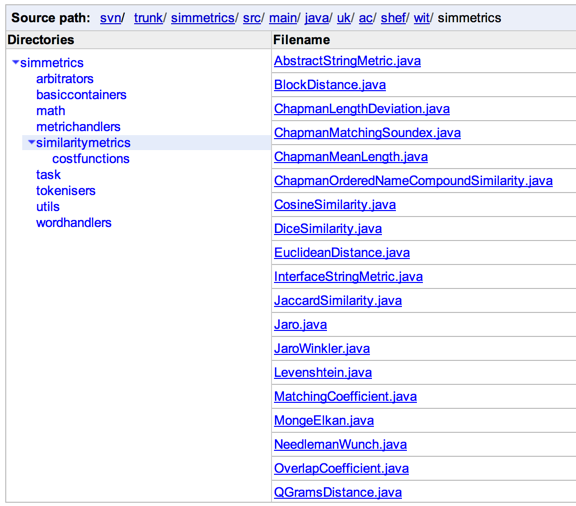 Source path: svn/ trunk/ simmetrics/ src/ main/ java/ uk/ ac/ shef/ wit/ simmetrics
Directories
simmetrics
arbitrators
basiccontainers
math
metrichandlers
similaritymetrics
costfunctions
task
tokenisers
utils
wordhandlers
Filename
AbstractStringMetric.java
BlockDistance.java
ChapmanLengthDeviation.java
ChapmanMatchingSoundex.java
ChapmanMeanLength.java
ChapmanOrderedNameCompoundSimilarity.java
CosineSimilarity.java
DiceSimilarity.java
EuclideanDistance.java
InterfaceStringMetric.java
JaccardSimilarity.java
Jaro.java
JaroWinkler.java
Levenshtein.java
MatchingCoefficient.java
MongeElkan.java
NeedlemanWunch.java
OverlapCoefficient.java
QGramsDistance.java